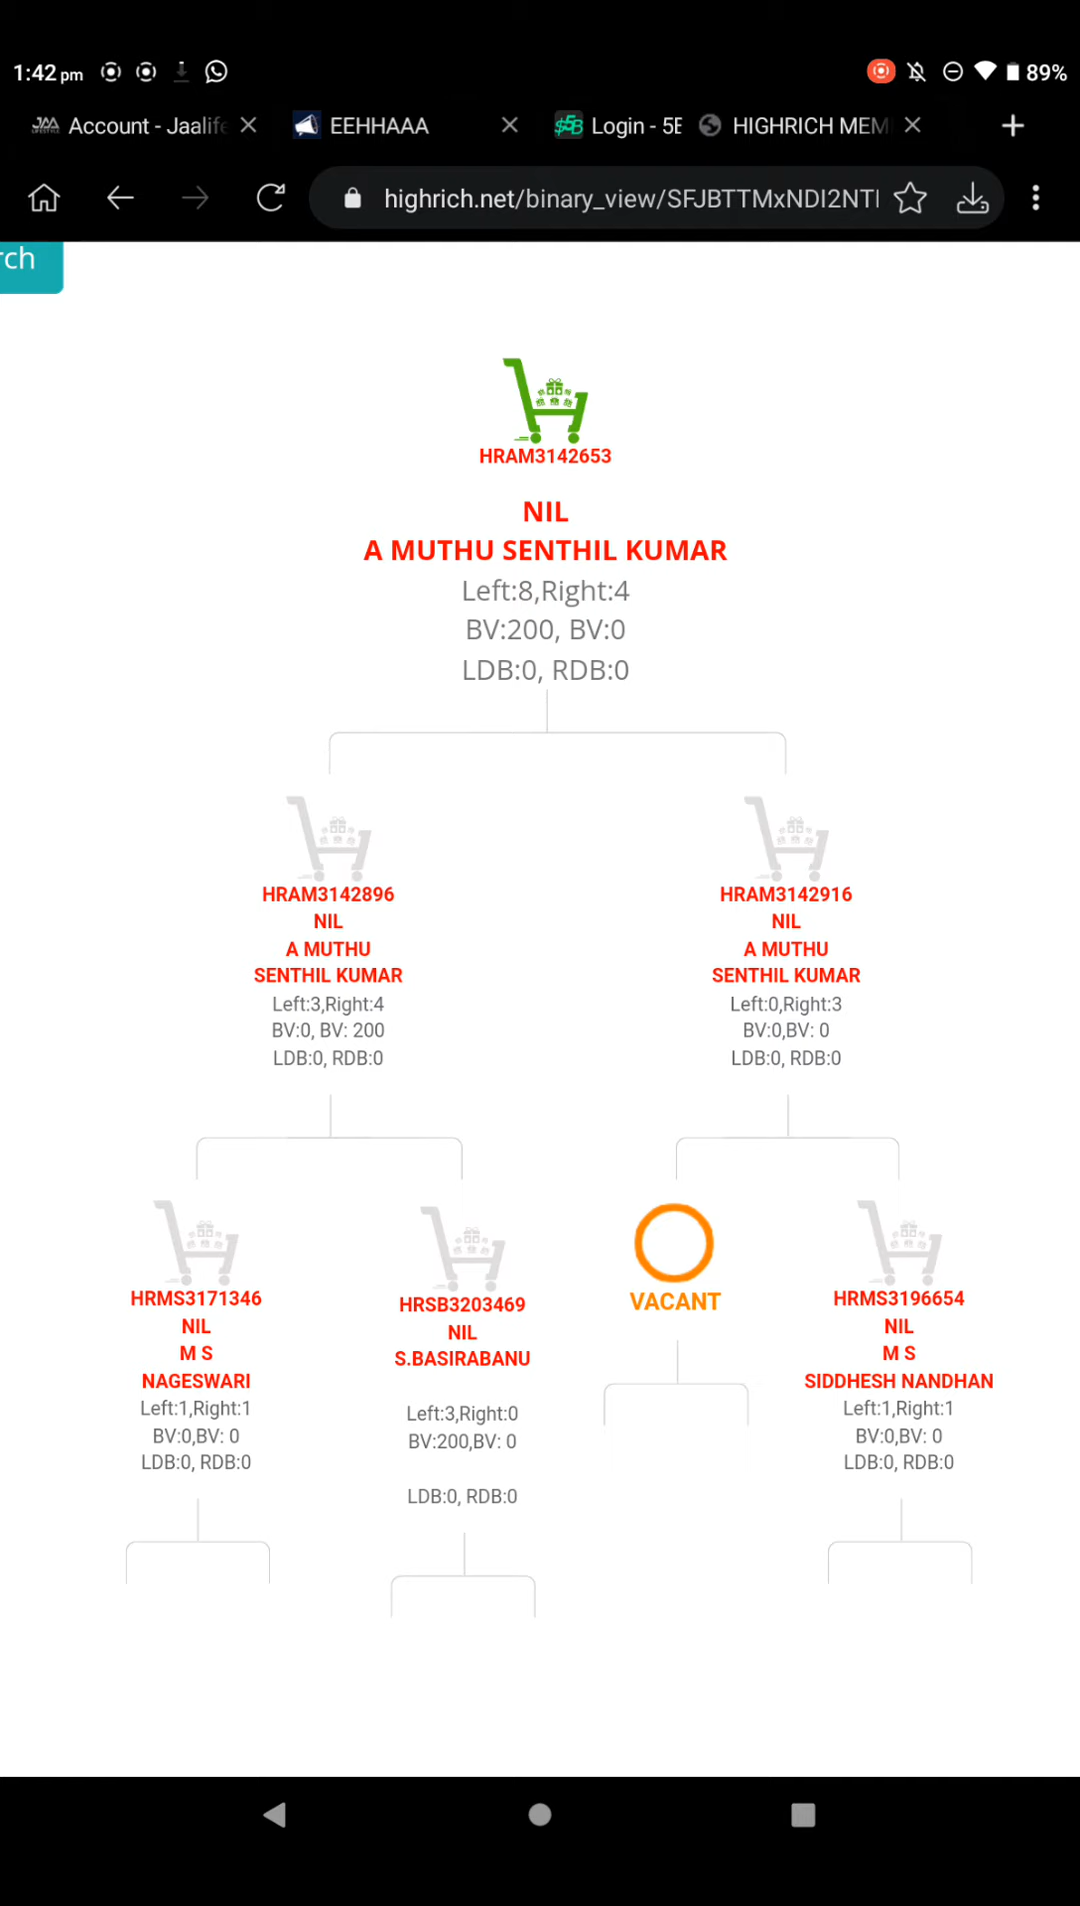 1:42 pm
89%
JAA LIFESTYLE Account - Jaalife
EEHHAAA
$5B Login - 5B
HIGHRICH MEM
highrich.net/binary_view/SFJBTTMxNDI2NTI
rch
HRAM3142653
NIL
A MUTHU SENTHIL KUMAR
Left:8,Right:4
BV:200, BV:0
LDB:0, RDB:0
HRAM3142896
NIL
A MUTHU
SENTHIL KUMAR
Left:3,Right:4
BV:0, BV: 200
LDB:0, RDB:0
HRAM3142916
NIL
A MUTHU
SENTHIL KUMAR
Left:0,Right:3
BV:0,BV: 0
LDB:0, RDB:0
HRMS3171346
NIL
M S
NAGESWARI
Left:1,Right:1
BV:0,BV: 0
LDB:0, RDB:0
HRSB3203469
NIL
S.BASIRABANU
Left:3,Right:0
BV:200,BV: 0
LDB:0, RDB:0
VACANT
HRMS3196654
NIL
M S
SIDDHESH NANDHAN
Left:1,Right:1
BV:0,BV: 0
LDB:0, RDB:0